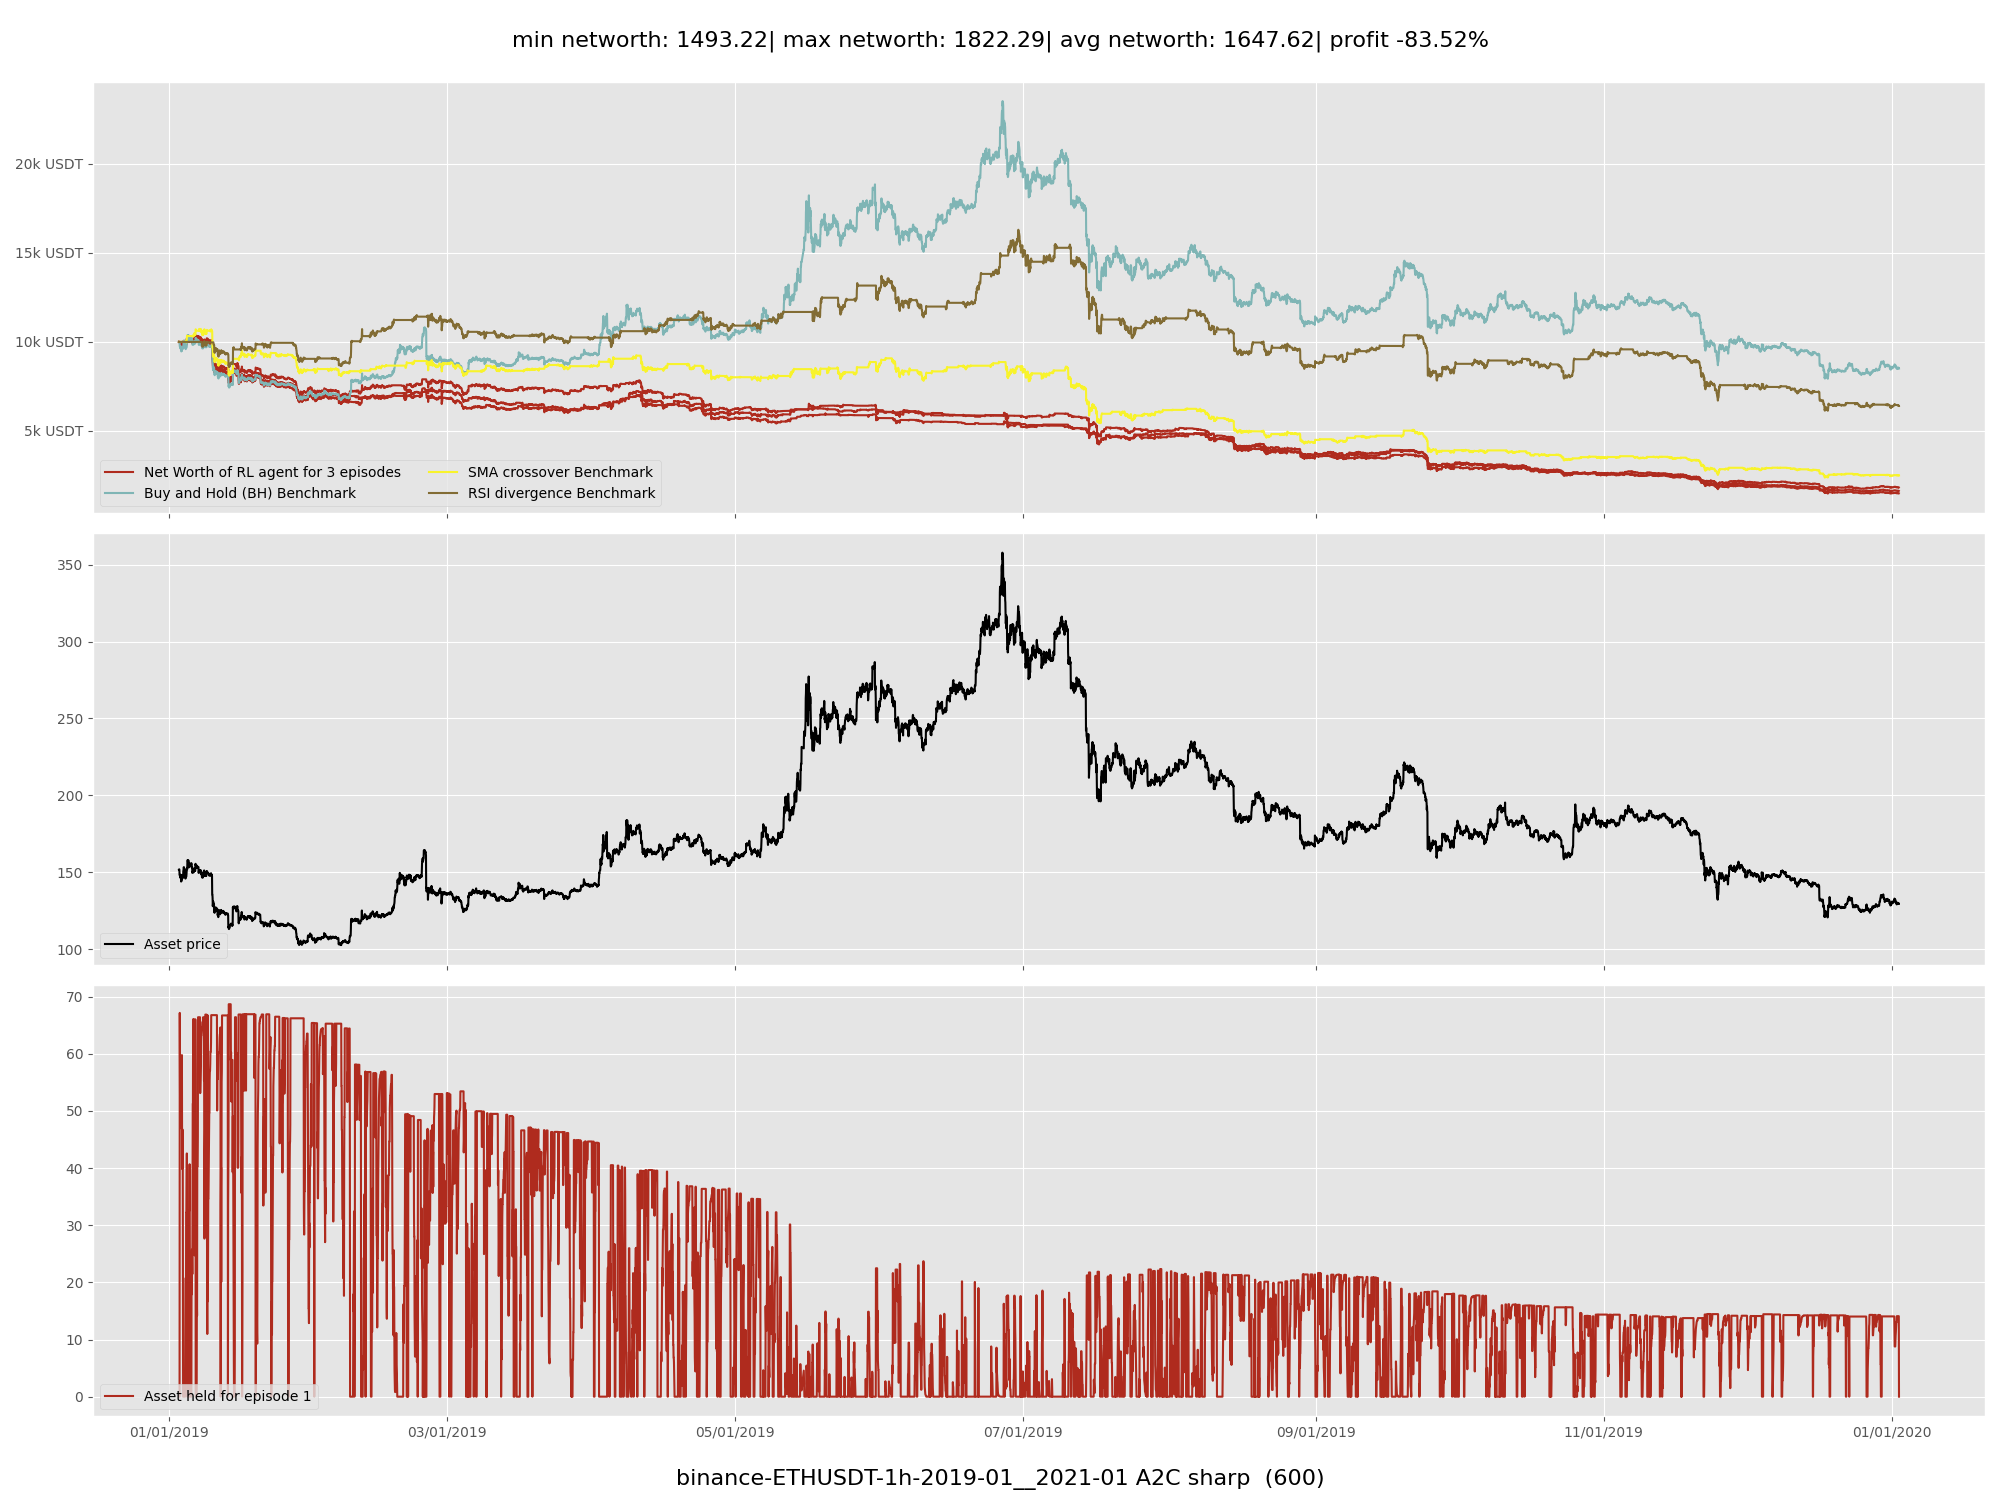 min networth: 1493.22| max networth: 1822.29| avg networth: 1647.62| profit -83.52%
20k USDT
15k USDT
10k USDT
5k USDT
Net Worth of RL agent for 3 episodes
Buy and Hold (BH) Benchmark
SMA crossover Benchmark
RSI divergence Benchmark
350
300
250
200
150
100
Asset price
70
60
50
40
30
20
10
0
Asset held for episode 1
01/01/2019
03/01/2019
05/01/2019
07/01/2019
09/01/2019
11/01/2019
01/01/2020
binance-ETHUSDT-1h-2019-01__2021-01 A2C sharp  (600)